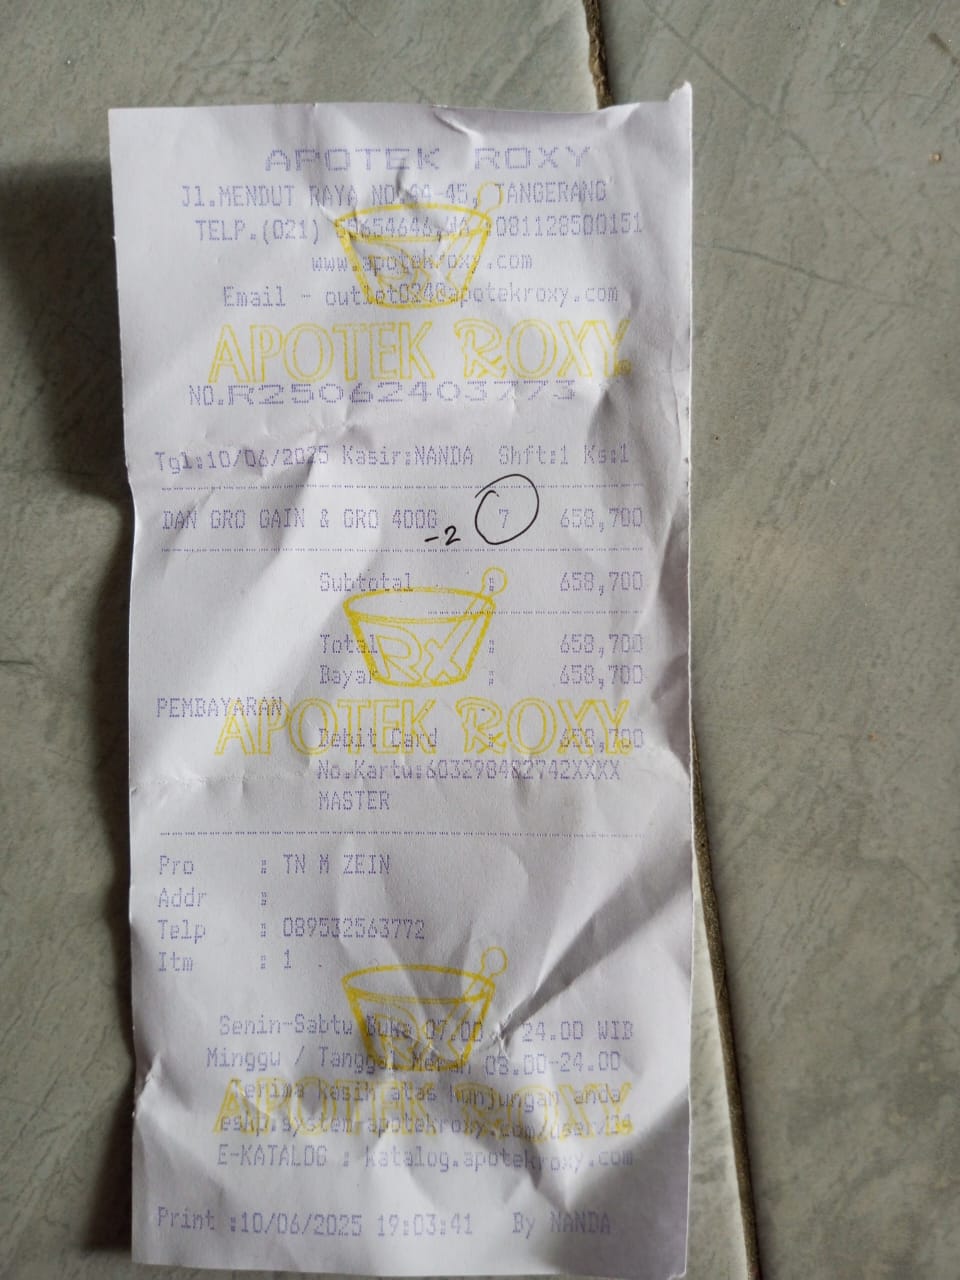 APOTEK ROXY
Jl.MENDUT RAYA NO.44-45, TANGERANG
TELP.(021) 55654646,WA :081128500151
www.apotekroxy.com
Email - outlet024@apotekroxy.com
APOTEK ROXY
NO.R25062403773
Tgl:10/06/2025 Kasir:NANDA Shft:1 Ks:1
DAN GRO GAIN & GRO 400G 7 658,700
-2
Subtotal : 658,700
RX
Total : 658,700
Bayar : 658,700
PEMBAYARAN
APOTEK ROXY
Debit Card : 658,700
No.Kartu:603298482742XXXX
MASTER
Pro : TN M ZEIN
Addr :
Telp : 089532563772
Itm : 1
Senin-Sabtu Buka 07.00 - 24.00 WIB
Minggu / Tanggal Merah 08.00-24.00
Terima kasih atas kunjungan anda
APOTEK ROXY
E-KATALOG : katalog.apotekroxy.com
Print :10/06/2025 19:03:41 By NANDA